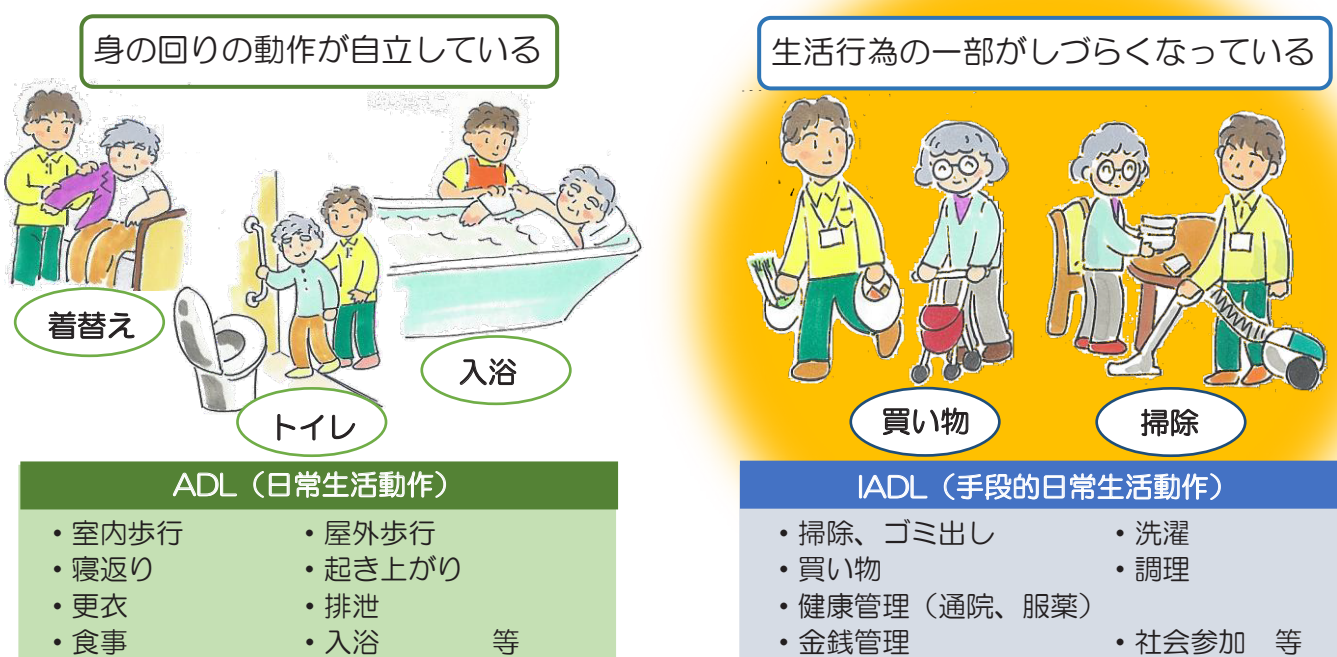 身の回りの動作が自立している
着替え
トイレ
入浴
ADL（日常生活動作）
・室内歩行 ・屋外歩行
・寝返り ・起き上がり
・更衣 ・排泄
・食事 ・入浴 等
生活行為の一部がしづらくなっている
買い物
掃除
IADL（手段的日常生活動作）
・掃除、ゴミ出し ・洗濯
・買い物 ・調理
・健康管理（通院、服薬）
・金銭管理 ・社会参加 等